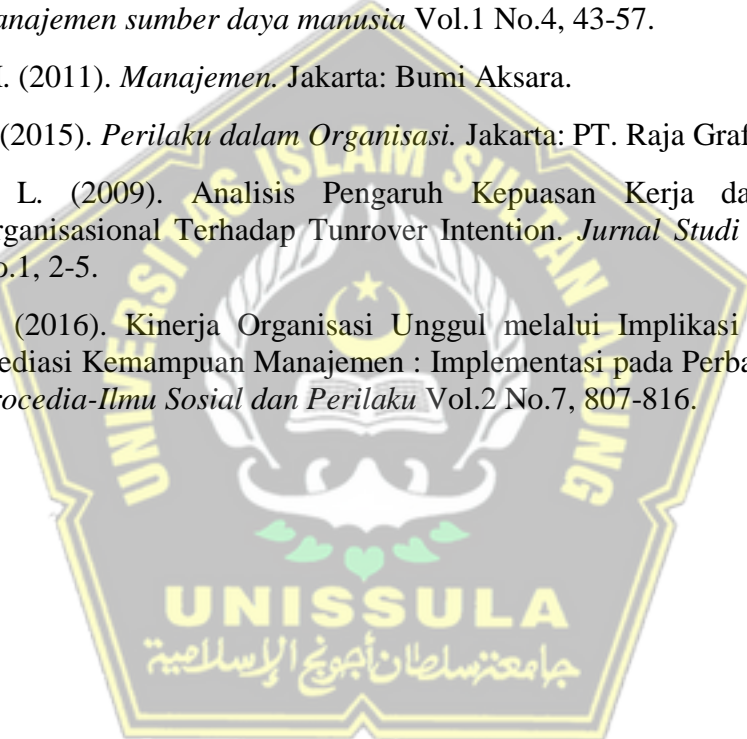 anajemen sumber daya manusia Vol.1 No.4, 43-57.
. (2011). Manajemen. Jakarta: Bumi Aksara.
(2015). Perilaku dalam Organisasi. Jakarta: PT. Raja Graf
L. (2009). Analisis Pengaruh Kepuasan Kerja da
rganisasional Terhadap Tunrover Intention. Jurnal Studi
o.1, 2-5.
(2016). Kinerja Organisasi Unggul melalui Implikasi
ediasi Kemampuan Manajemen : Implementasi pada Perba
rocedia-Ilmu Sosial dan Perilaku Vol.2 No.7, 807-816.
UNIVERSITAS ISLAM SULTAN AGUNG
UNISSULA
جامعة سلطان أجونج الإسلامية